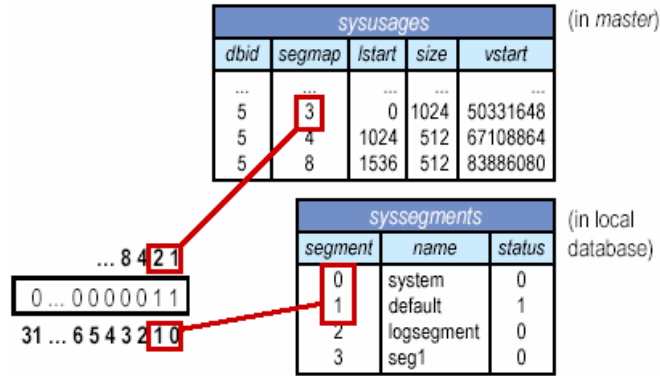 sysusages
(in master)
dbid segmap lstart size vstart
... ... ... ... ...
5 3 0 1024 50331648
5 4 1024 512 67108864
5 8 1536 512 83886080
syssegments
(in local
database)
segment name status
0 system 0
1 default 1
2 logsegment 0
3 seg1 0
... 8 4 2 1
0 ... 0 0 0 0 0 1 1
31 ... 6 5 4 3 2 1 0